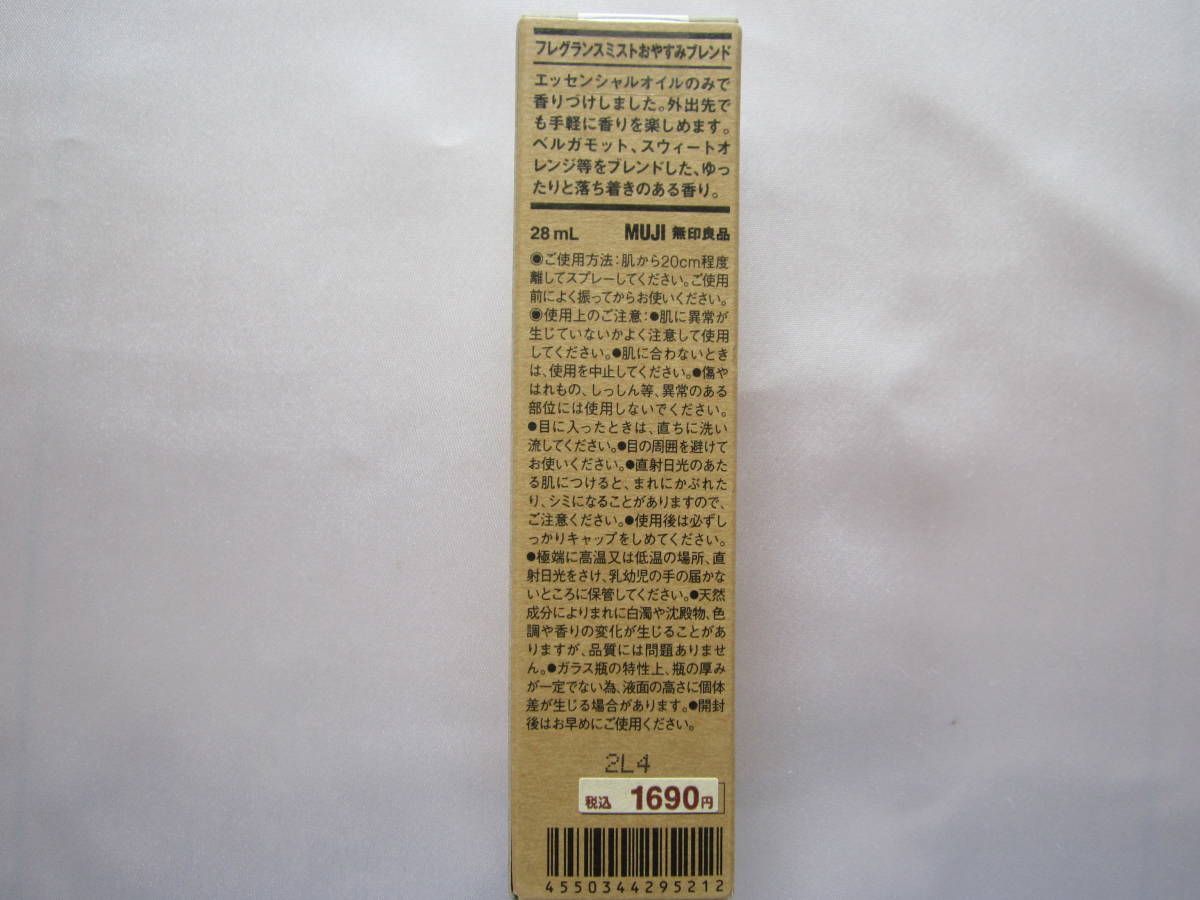 フレグランスミストおやすみブレンド
エッセンシャルオイルのみで
香りづけしました。外出先で
も手軽に香りを楽しめます。
ベルガモット、スウィートオ
レンジ等をブレンドした、ゆっ
たりと落ち着きのある香り。
28 mL MUJI 無印良品
◉ご使用方法:肌から20cm程度
離してスプレーしてください。ご使用
前によく振ってからお使いください。
◉使用上のご注意:●肌に異常が
生じていないかよく注意して使用
してください。●肌に合わないとき
は、使用を中止してください。●傷や
はれもの、しっしん等、異常のある
部位には使用しないでください。
●目に入ったときは、直ちに洗い
流してください。●目の周囲を避けて
お使いください。●直射日光のあた
る肌につけると、まれにかぶれた
り、シミになることがありますので、
ご注意ください。●使用後は必ずし
っかりキャップをしめてください。
●極端に高温又は低温の場所、直
射日光をさけ、乳幼児の手の届かな
いところに保管してください。●天然
成分によりまれに白濁や沈殿物、色
調や香りの変化が生じることがあ
りますが、品質には問題ありませ
ん。●ガラス瓶の特性上、瓶の厚み
が一定でない為、液面の高さに個体
差が生じる場合があります。●開封
後はお早めにご使用ください。
2L4
税込 1690円
4550344295212